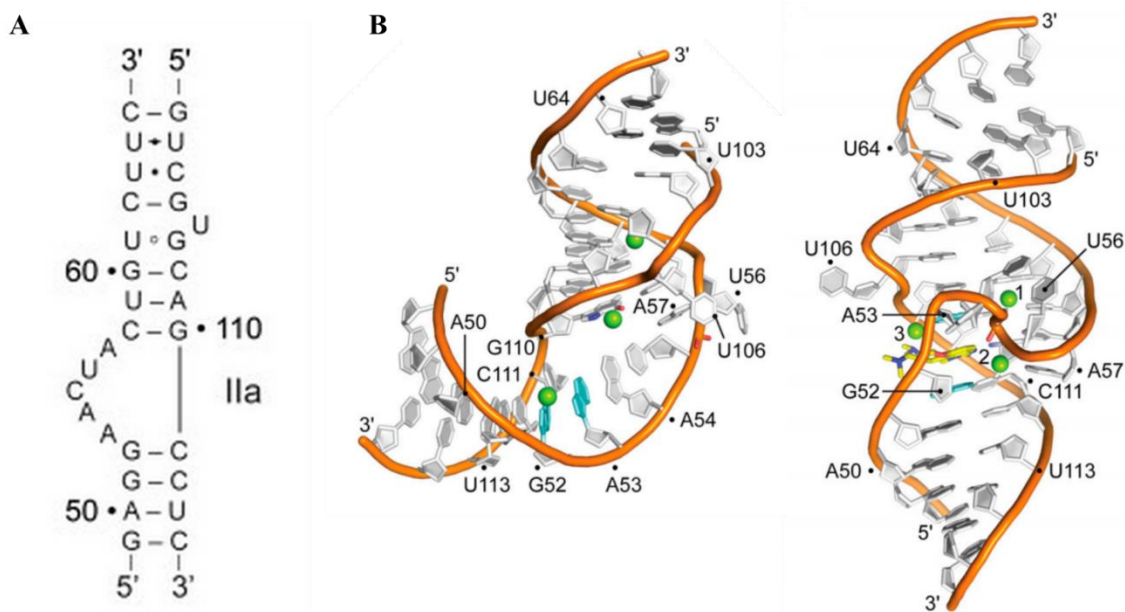 A
3' 5'
C – G
U U
U • C
C – G
U
U ○ G
60 • G – C
U – A
C – G • 110
A
U
C
A
A
IIa
G – C
G – C
50 • A – U
G – C
5' 3'
B
3'
U64
5'
U103
5'
U56
A57
U106
A50
G110
C111
A54
3'
U113
G52
A53
3'
U64
5'
U103
U106
U56
1
A53
3
2
A57
G52
C111
A50
U113
5'
3'